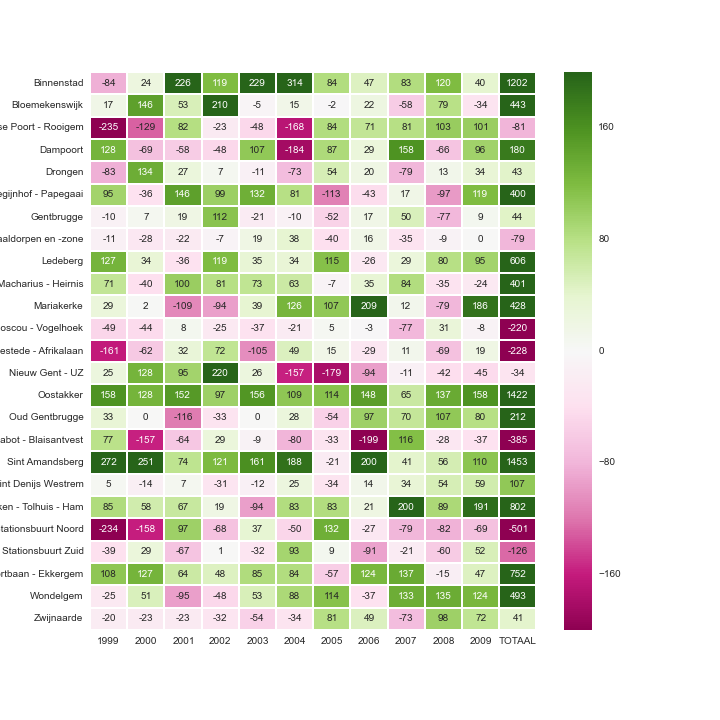 Binnenstad -84 24 226 119 229 314 84 47 83 120 40 1202
Bloemekenswijk 17 146 53 210 -5 15 -2 22 -58 79 -34 443
se Poort - Rooigem -235 -129 82 -23 -48 -168 84 71 81 103 101 -81
Dampoort 128 -69 -58 -48 107 -184 87 29 158 -66 96 180
Drongen -83 134 27 7 -11 -73 54 20 -79 13 34 43
egijnhof - Papegaai 95 -36 146 99 132 81 -113 -43 17 -97 119 400
Gentbrugge -10 7 19 112 -21 -10 -52 17 50 -77 9 44
aaldorpen en -zone -11 -28 -22 -7 19 38 -40 16 -35 -9 0 -79
Ledeberg 127 34 -36 119 35 34 115 -26 29 80 95 606
Macharius - Heirnis 71 -40 100 81 73 63 -7 35 84 -35 -24 401
Mariakerke 29 2 -109 -94 39 126 107 209 12 -79 186 428
oscou - Vogelhoek -49 -44 8 -25 -37 -21 5 -3 -77 31 -8 -220
estede - Afrikalaan -161 -62 32 72 -105 49 15 -29 11 -69 19 -228
Nieuw Gent - UZ 25 128 95 220 26 -157 -179 -94 -11 -42 -45 -34
Oostakker 158 128 152 97 156 109 114 148 65 137 158 1422
Oud Gentbrugge 33 0 -116 -33 0 28 -54 97 70 107 80 212
abot - Blaisantvest 77 -157 -64 29 -9 -80 -33 -199 116 -28 -37 -385
Sint Amandsberg 272 251 74 121 161 188 -21 200 41 56 110 1453
int Denijs Westrem 5 -14 7 -31 -12 25 -34 14 34 54 59 107
ken - Tolhuis - Ham 85 58 67 19 -94 83 83 21 200 89 191 802
Stationsbuurt Noord -234 -158 97 -68 37 -50 132 -27 -79 -82 -69 -501
Stationsbuurt Zuid -39 29 -67 1 -32 93 9 -91 -21 -60 52 -126
ortbaan - Ekkergem 108 127 64 48 85 84 -57 124 137 -15 47 752
Wondelgem -25 51 -95 -48 53 88 114 -37 133 135 124 493
Zwijnaarde -20 -23 -23 -32 -54 -34 81 49 -73 98 72 41
1999 2000 2001 2002 2003 2004 2005 2006 2007 2008 2009 TOTAAL
160
80
0
−80
−160